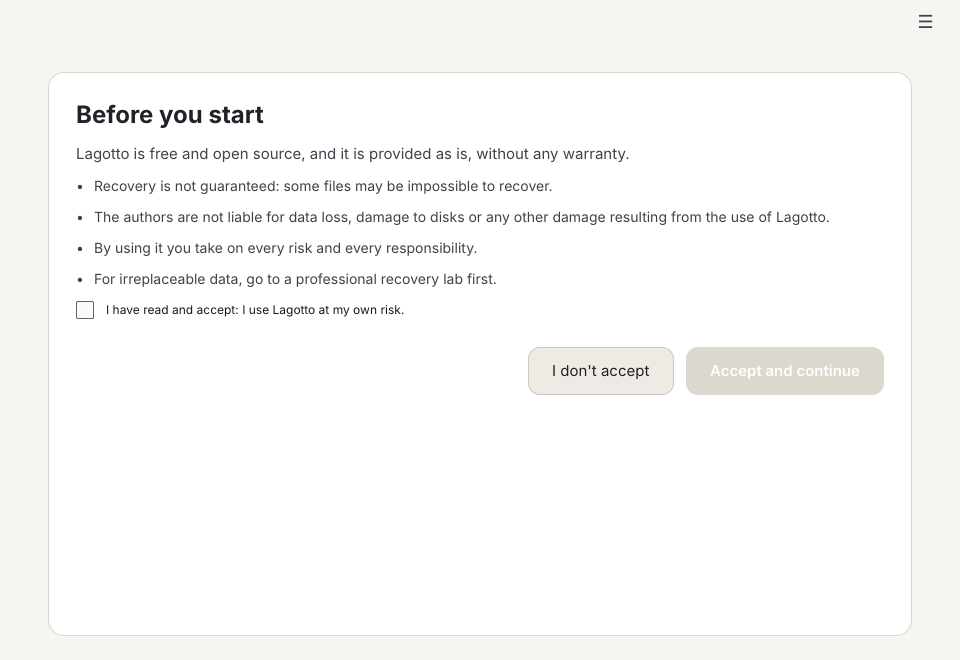 Before you start
Lagotto is free and open source, and it is provided as is, without any warranty.
• Recovery is not guaranteed: some files may be impossible to recover.
• The authors are not liable for data loss, damage to disks or any other damage resulting from the use of Lagotto.
• By using it you take on every risk and every responsibility.
• For irreplaceable data, go to a professional recovery lab first.
I have read and accept: I use Lagotto at my own risk.
I don't accept
Accept and continue